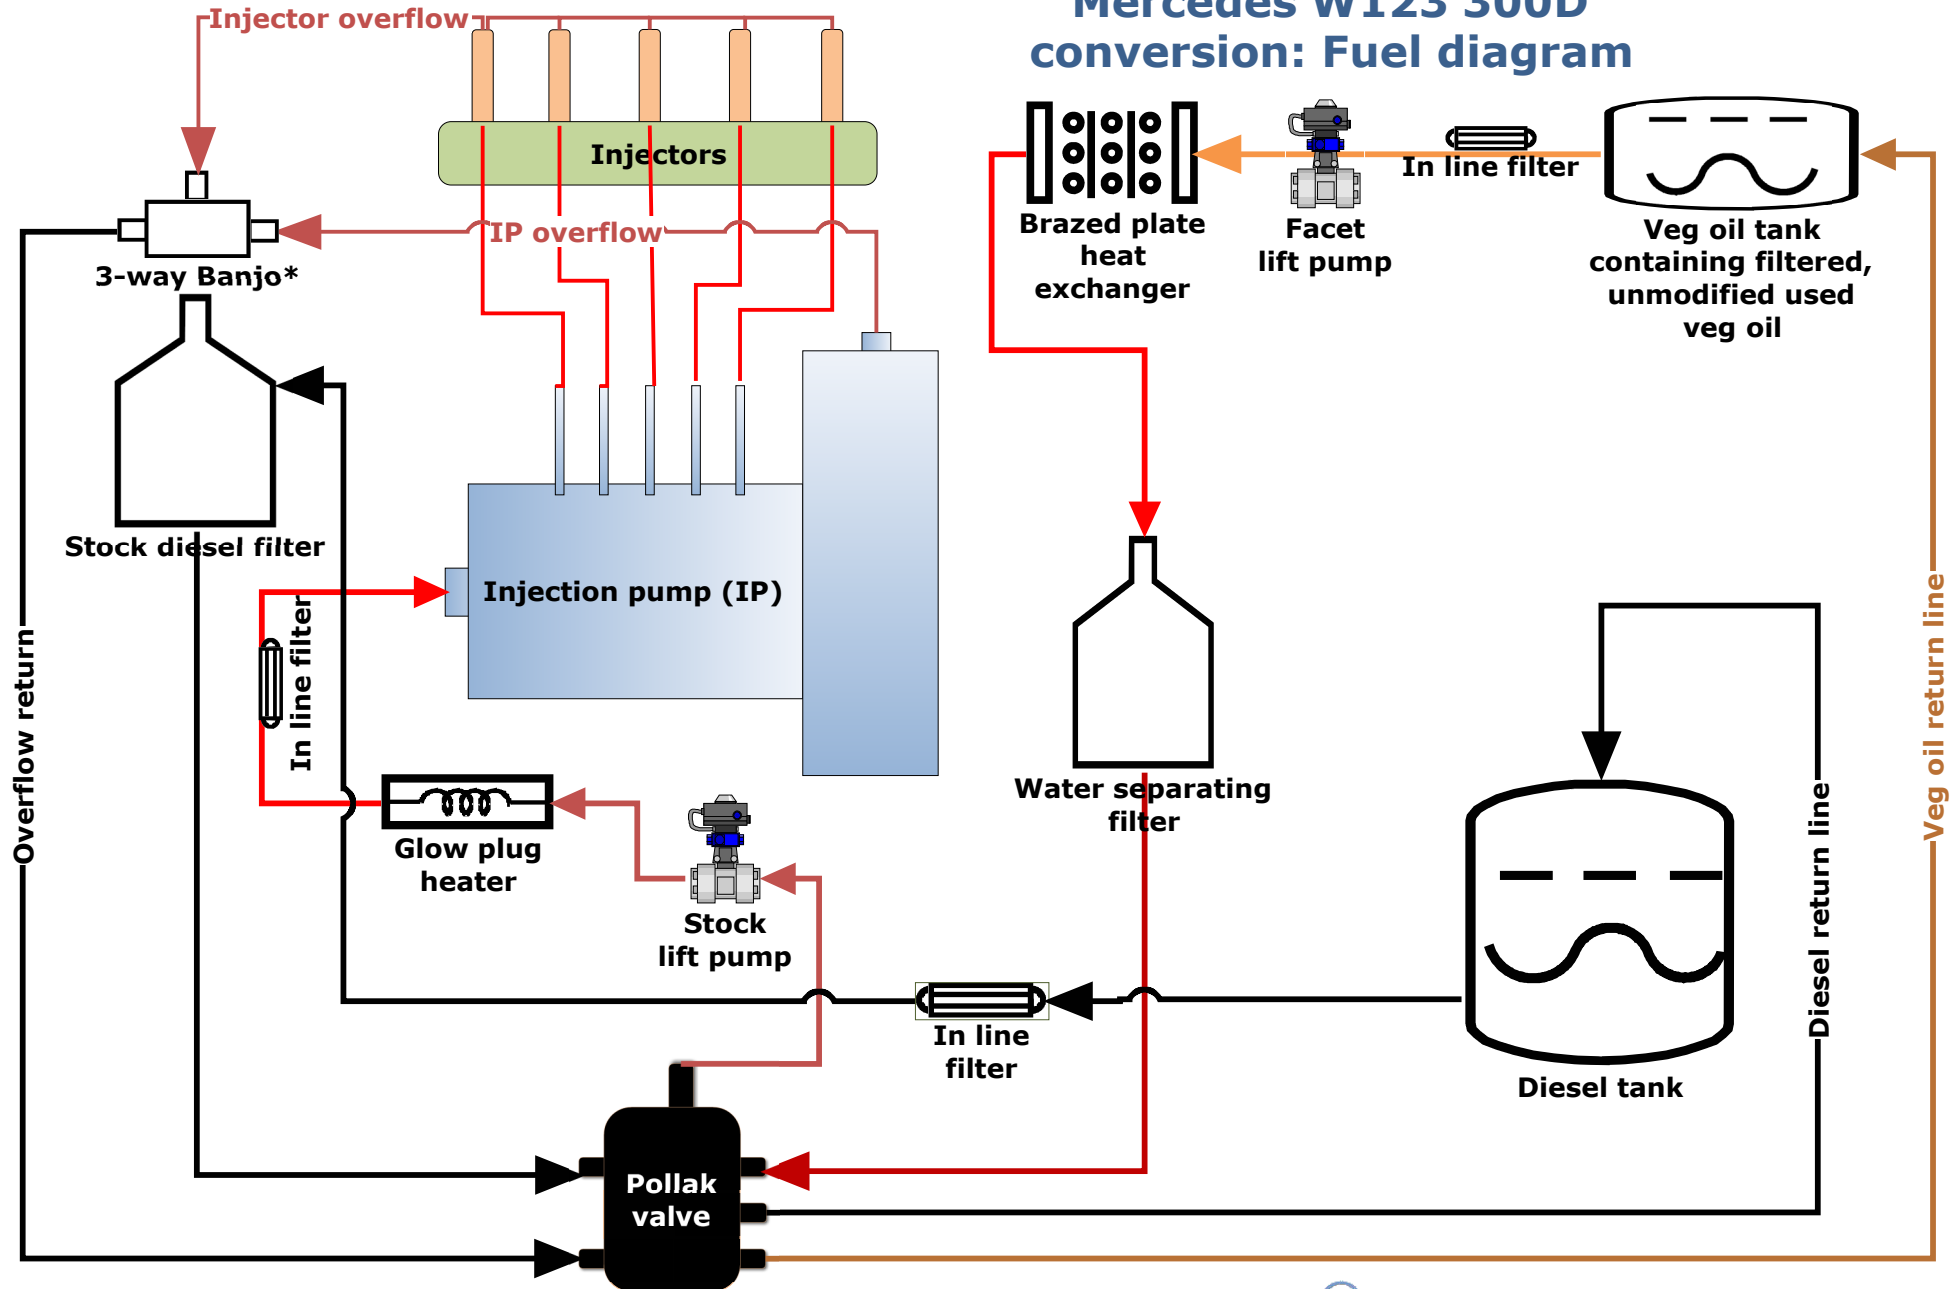 Mercedes W123 300D
conversion: Fuel diagram
Injector overflow
Injectors
IP overflow
3-way Banjo*
Stock diesel filter
In line filter
Injection pump (IP)
Glow plug
heater
Stock
lift pump
Overflow return
Brazed plate
heat
exchanger
Facet
lift pump
In line filter
Veg oil tank
containing filtered,
unmodified used
veg oil
Water separating
filter
In line
filter
Diesel tank
Diesel return line
Veg oil return line
Pollak
valve